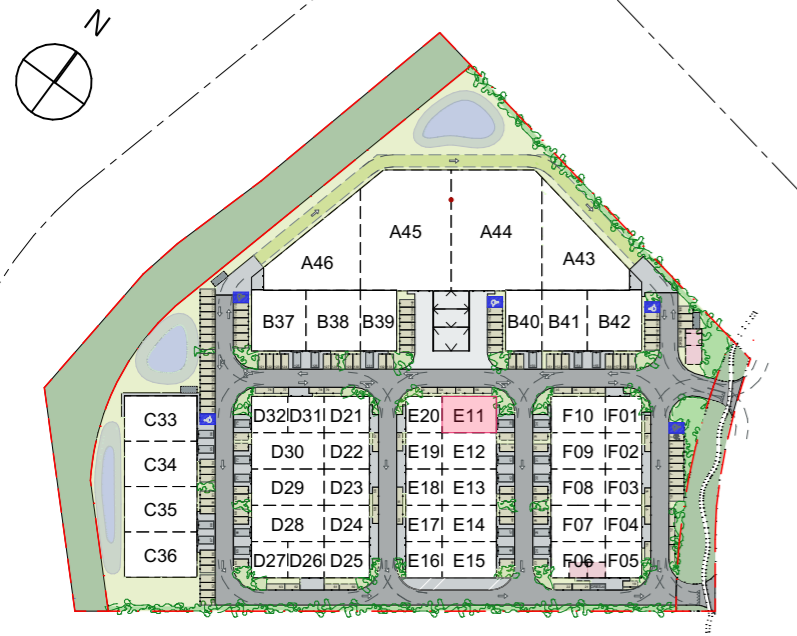 N
A45 A44
A46 A43
B37 B38 B39 B40 B41 B42
D32 D31 D21 E20 E11 F10 F01
C33
D30 D22 E19 E12 F09 F02
C34
D29 D23 E18 E13 F08 F03
C35
D28 D24 E17 E14 F07 F04
C36
D27 D26 D25 E16 E15 F06 F05